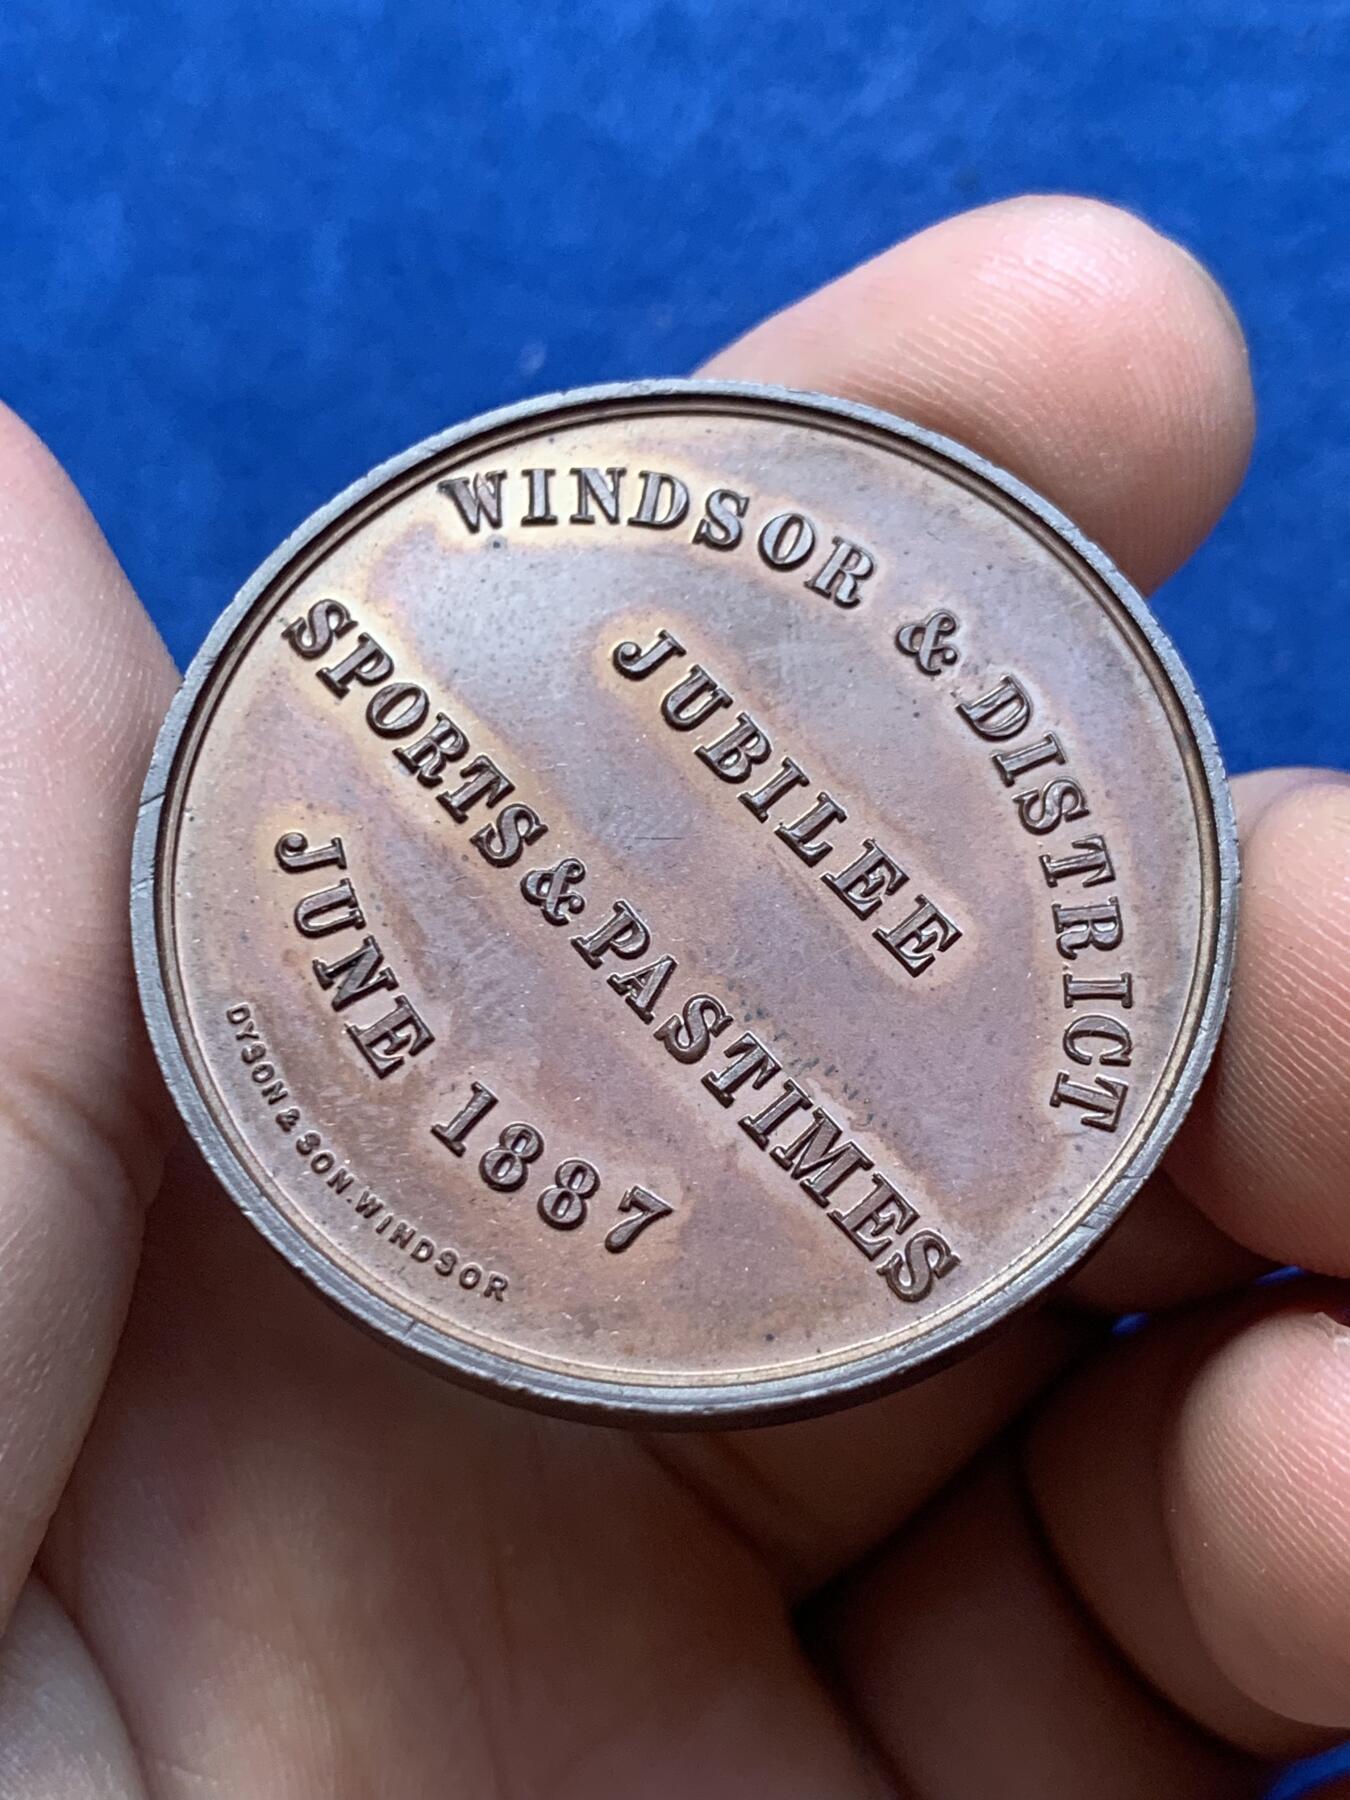 WINDSOR & DISTRICT
JUBILEE
SPORTS & PASTIMES
JUNE 1887
DYSON & SON. WINDSOR